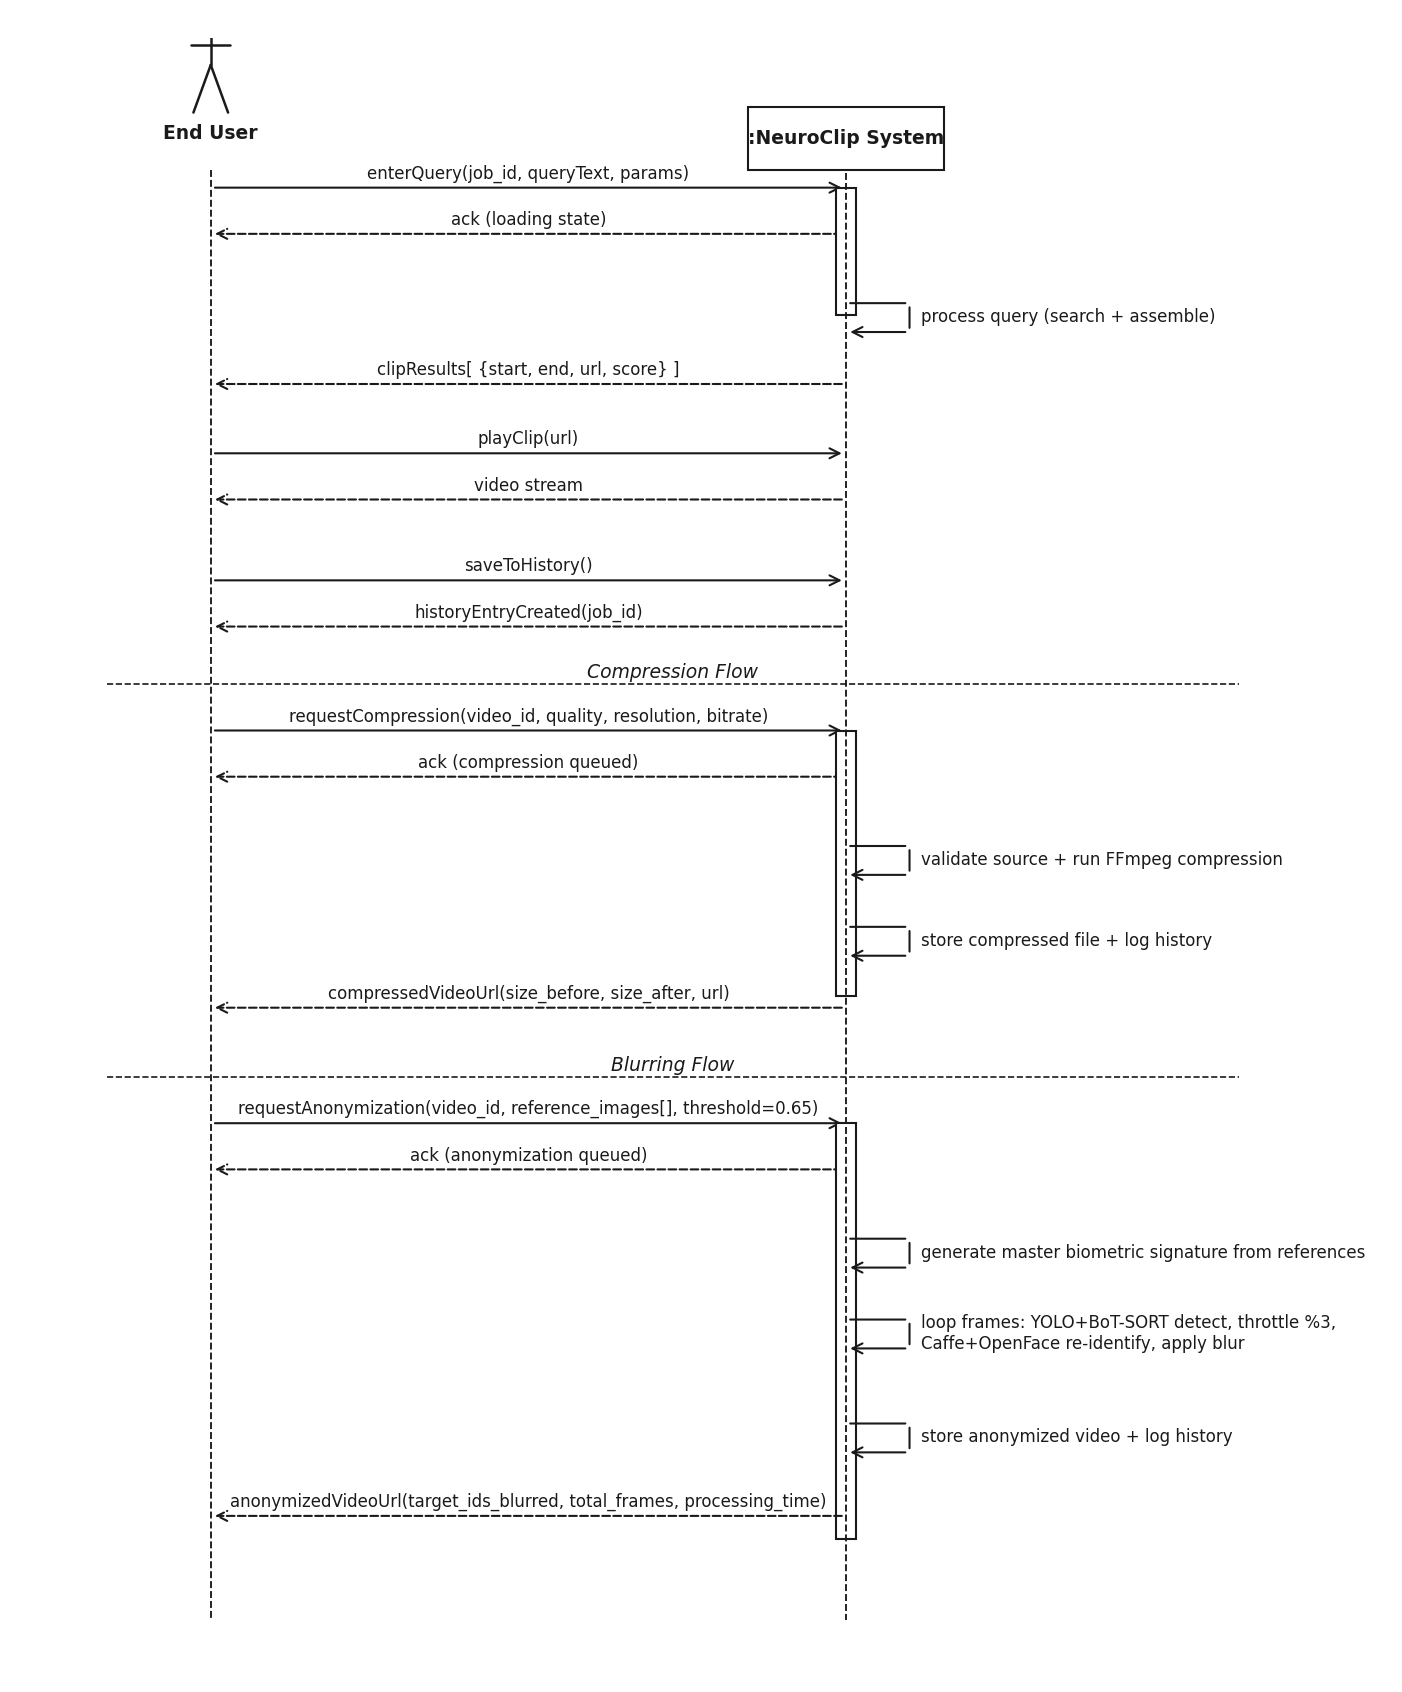 End User
:NeuroClip System
enterQuery(job_id, queryText, params)
ack (loading state)
process query (search + assemble)
clipResults[ {start, end, url, score} ]
playClip(url)
video stream
saveToHistory()
historyEntryCreated(job_id)
Compression Flow
requestCompression(video_id, quality, resolution, bitrate)
ack (compression queued)
validate source + run FFmpeg compression
store compressed file + log history
compressedVideoUrl(size_before, size_after, url)
Blurring Flow
requestAnonymization(video_id, reference_images[], threshold=0.65)
ack (anonymization queued)
generate master biometric signature from references
loop frames: YOLO+BoT-SORT detect, throttle %3,
Caffe+OpenFace re-identify, apply blur
store anonymized video + log history
anonymizedVideoUrl(target_ids_blurred, total_frames, processing_time)